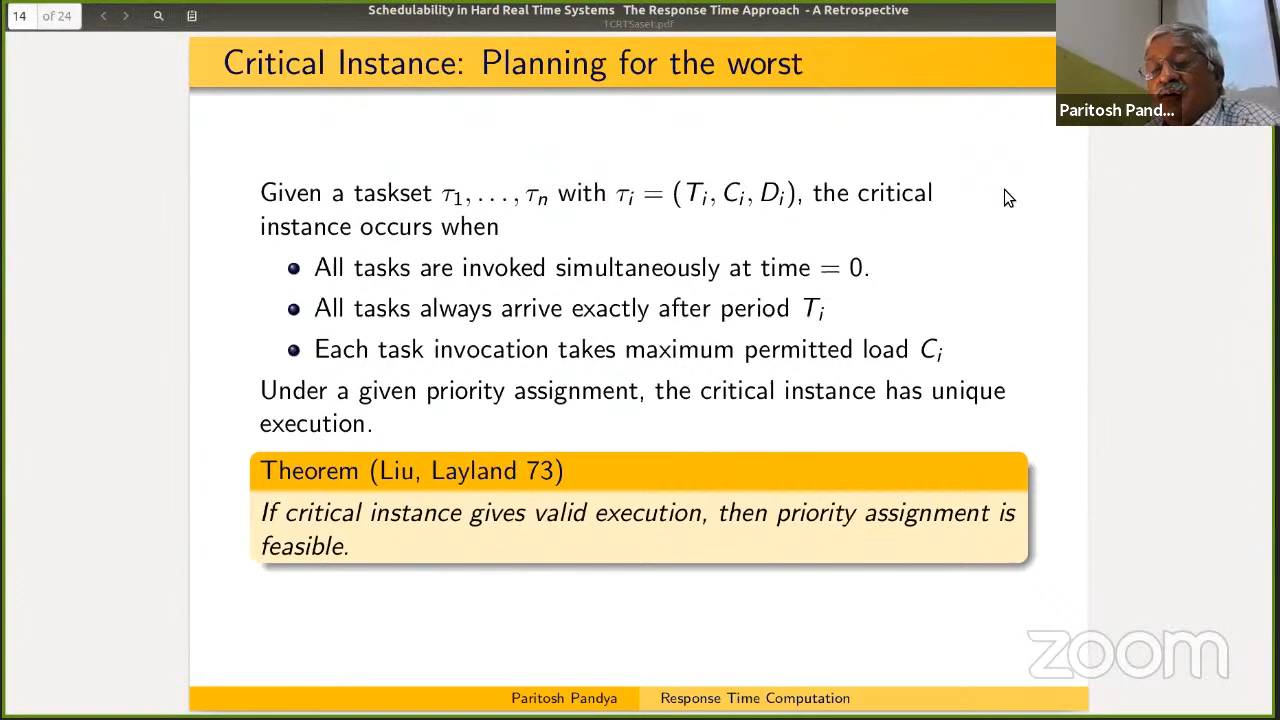 14 of 24
Schedulability in Hard Real Time Systems The Response Time Approach - A Retrospective
TCRTSaset.pdf
Critical Instance: Planning for the worst
Paritosh Pand...
Given a taskset τ₁, . . . , τₙ with τᵢ = (Tᵢ, Cᵢ, Dᵢ), the critical
instance occurs when
All tasks are invoked simultaneously at time = 0.
All tasks always arrive exactly after period Tᵢ
Each task invocation takes maximum permitted load Cᵢ
Under a given priority assignment, the critical instance has unique
execution.
Theorem (Liu, Layland 73)
If critical instance gives valid execution, then priority assignment is
feasible.
zoom
Paritosh Pandya Response Time Computation